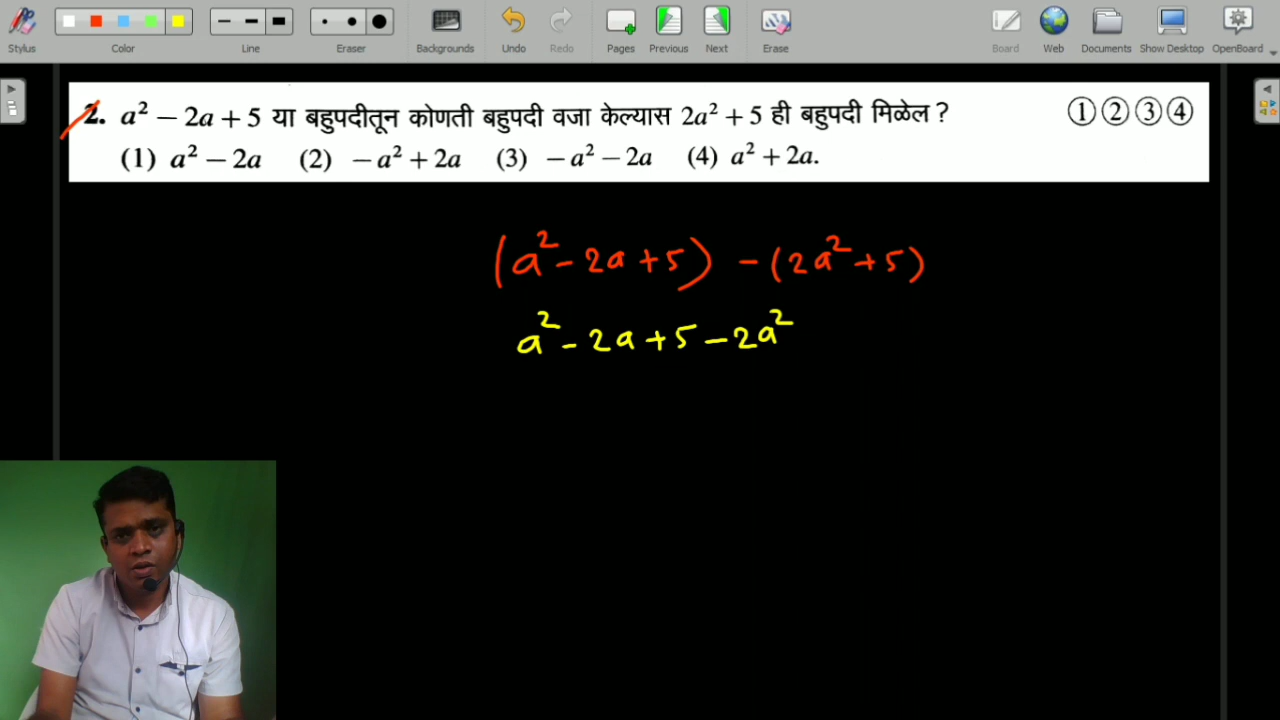 Stylus Color Line Eraser Backgrounds Undo Redo Pages Previous Next Erase Board Web Documents Show Desktop OpenBoard
2. a² − 2a + 5 या बहुपदीतून कोणती बहुपदी वजा केल्यास 2a² + 5 ही बहुपदी मिळेल ? ① ② ③ ④
(1) a² − 2a (2) − a² + 2a (3) − a² − 2a (4) a² + 2a.
(a² - 2a + 5) - (2a² + 5)
a² - 2a + 5 - 2a²